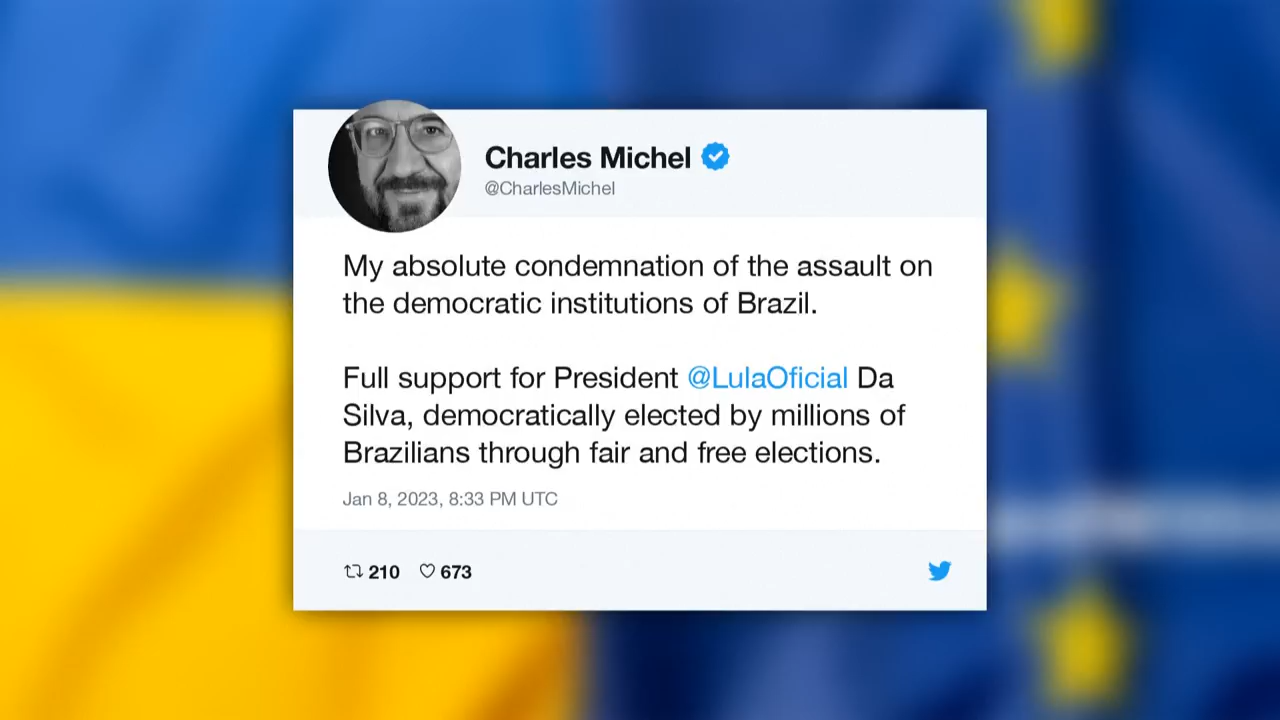 Charles Michel
@CharlesMichel
My absolute condemnation of the assault on
the democratic institutions of Brazil.
Full support for President @LulaOficial Da
Silva, democratically elected by millions of
Brazilians through fair and free elections.
Jan 8, 2023, 8:33 PM UTC
210 673